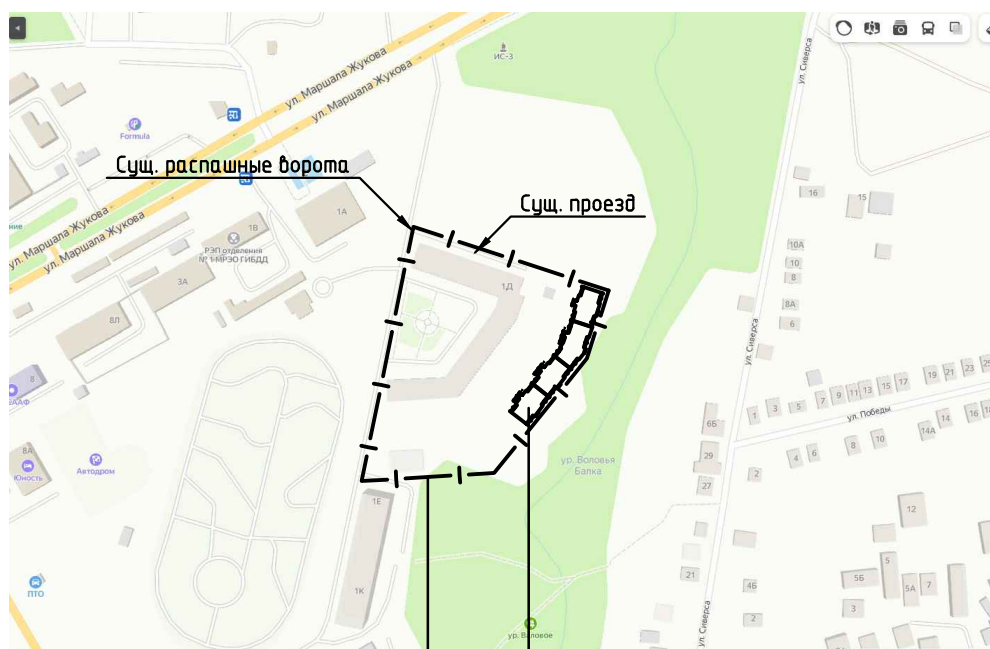 ИС-3
ул. Сиверса
ул. Маршала Жукова
ул. Маршала Жукова
Formula
Сущ. распашные ворота
Сущ. проезд
16
15
1А
1В
ние
ул. Маршала Жукова
ул. Маршала Жукова
РЭП отделения
№ 1 МРЭО ГИБДД
10А
10
8
3А
1Д
8А
6
8Л
ул. Сиверса
19
21
23
25
8
17
15
13
11
9
7
5
3
1
ул. Победы
14
16
14А
6Б
10
8
6
4
29
2
8А
Юность
Автодром
ур. Воловья
Балка
27
1Е
12
5
5Б
5А
7
21
4Б
3
2
ПТО
1К
ур. Воловое
ул. Сиверса